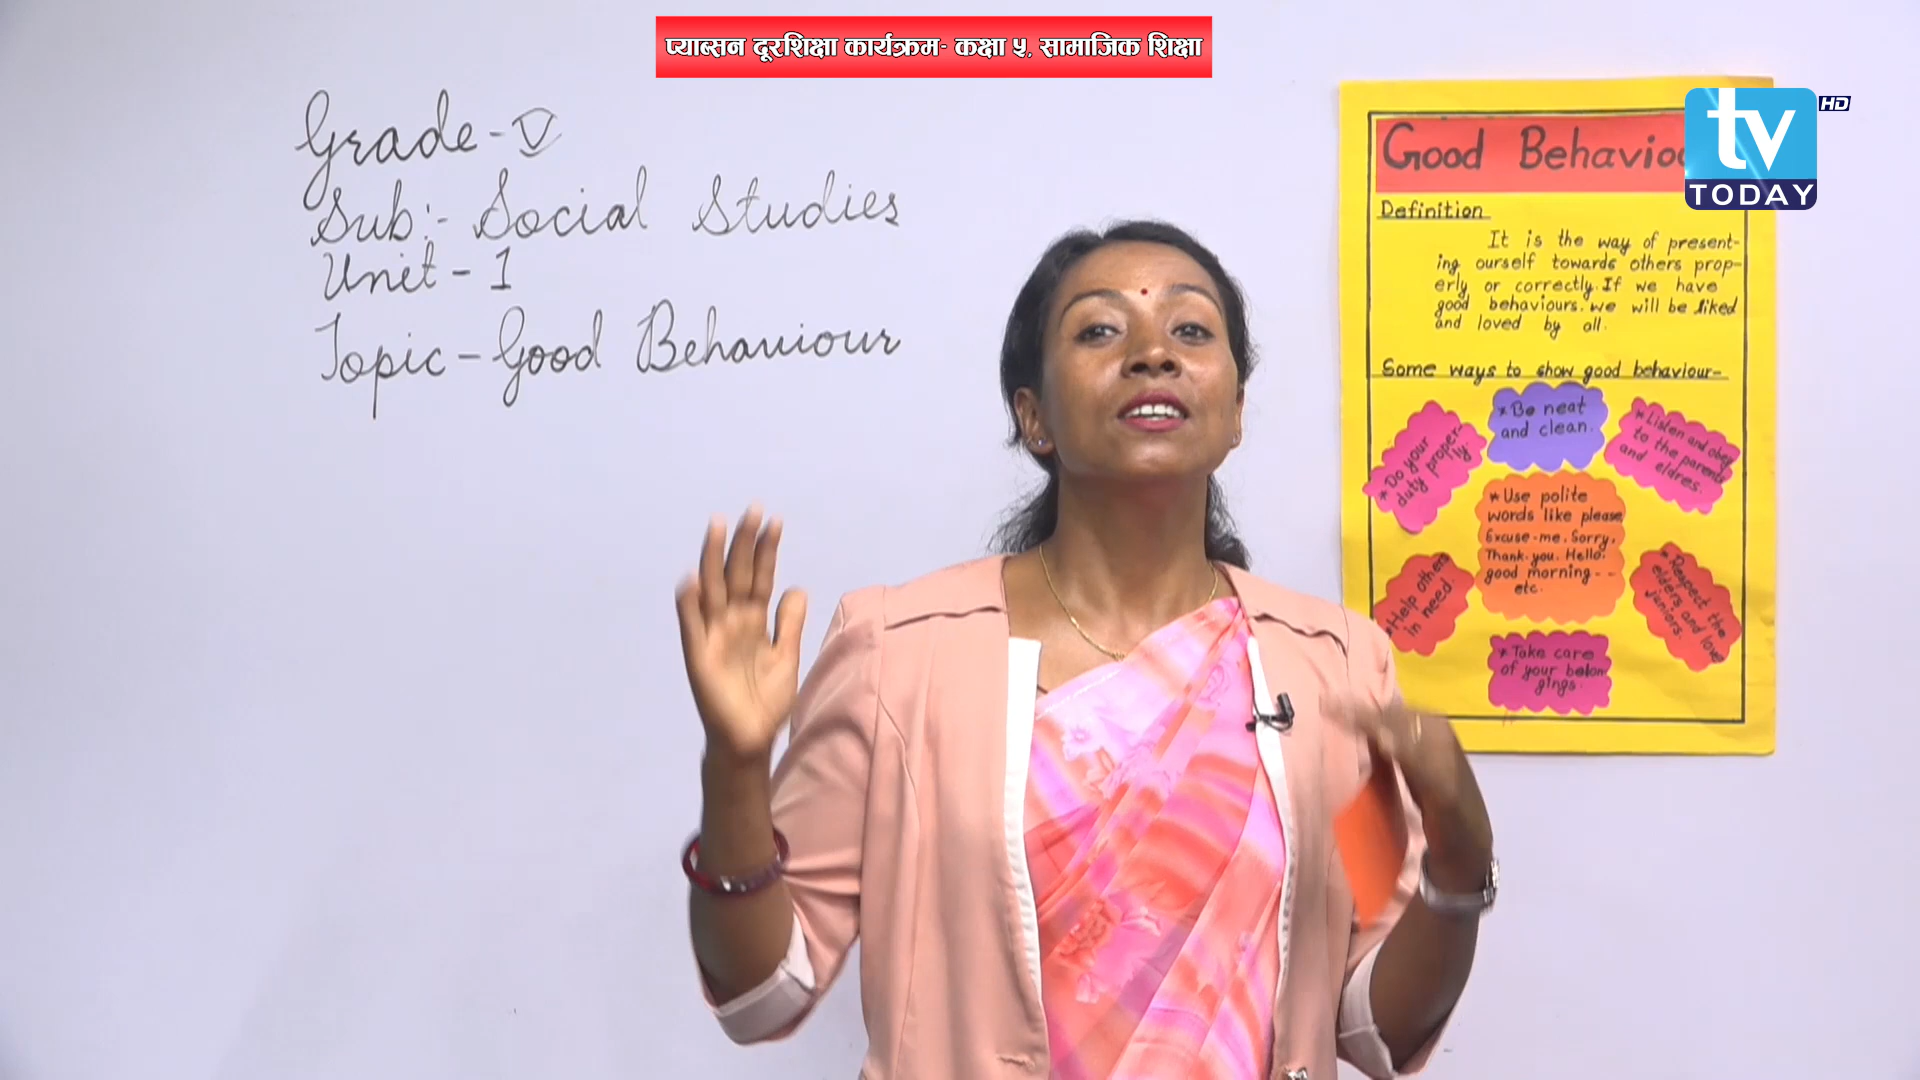 प्याब्सन दूरशिक्षा कार्यक्रम- कक्षा ५, सामाजिक शिक्षा
Grade - V
Sub:- Social Studies
Unit - 1
Topic - Good Behaviour
tv
TODAY
HD
Good Behaviou
Definition
It is the way of present-
ing ourself towards others prop-
erly or correctly. If we have
good behaviours. we will be liked
and loved by all.
Some ways to show good behaviour-
* Do your
duty proper-
ly.
* Be neat
and clean.
* Listen and obey
to the parents
and eldres.
* Use polite
words like please,
Excuse-me. Sorry,
Thank-you. Hello.
good morning--
etc.
* Help others
in need.
* Respect the
elders and love
juniors.
* Take care
of your belon
gings.